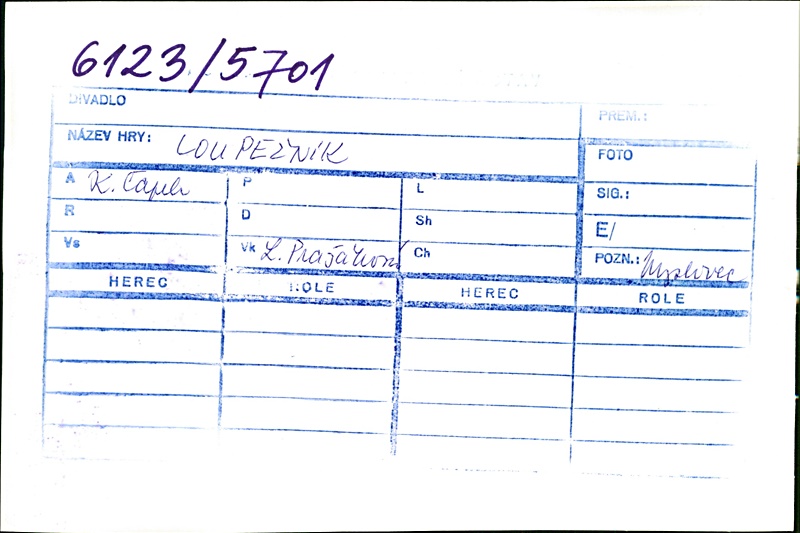 6123/5701
DIVADLO
PREM.:
NÁZEV HRY: LOUPEŽNÍK
FOTO
A K. Čapek P L
SIG.:
R D Sh
E/
Vs Vk L. Pražáková Ch
POZN.: Myslivec
HEREC ROLE HEREC ROLE